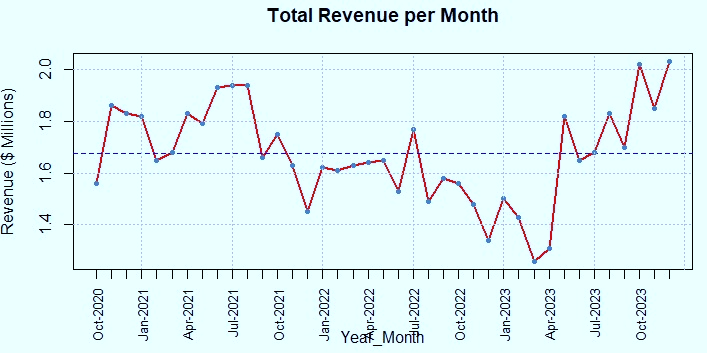 Total Revenue per Month
Revenue ($ Millions)
2.0
1.8
1.6
1.4
Oct-2020
Jan-2021
Apr-2021
Jul-2021
Oct-2021
Jan-2022
Apr-2022
Jul-2022
Oct-2022
Jan-2023
Apr-2023
Jul-2023
Oct-2023
Year_Month